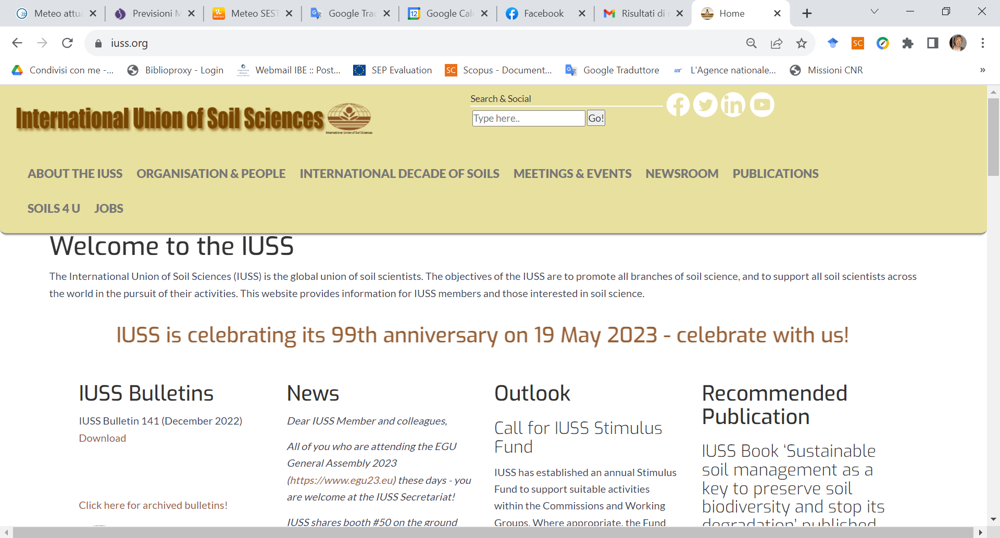 Meteo attua
Previsioni M
Meteo SEST
Google Trad
Google Cale
Facebook
Risultati di r
Home
iuss.org
Condivisi con me -...
Biblioproxy - Login
Webmail IBE :: Post...
SEP Evaluation
SC Scopus - Document...
Google Traduttore
anr L'Agence nationale...
Missioni CNR
»
International Union of Soil Sciences
International Union of Soil Sciences
Search & Social
Type here..
Go!
ABOUT THE IUSS
ORGANISATION & PEOPLE
INTERNATIONAL DECADE OF SOILS
MEETINGS & EVENTS
NEWSROOM
PUBLICATIONS
SOILS 4 U
JOBS
Welcome to the IUSS
The International Union of Soil Sciences (IUSS) is the global union of soil scientists. The objectives of the IUSS are to promote all branches of soil science, and to support all soil scientists across
the world in the pursuit of their activities. This website provides information for IUSS members and those interested in soil science.
IUSS is celebrating its 99th anniversary on 19 May 2023 - celebrate with us!
IUSS Bulletins
IUSS Bulletin 141 (December 2022)
Download
Click here for archived bulletins!
News
Dear IUSS Member and colleagues,
All of you who are attending the EGU
General Assembly 2023
(https://www.egu23.eu) these days - you
are welcome at the IUSS Secretariat!
IUSS shares booth #50 on the ground
Outlook
Call for IUSS Stimulus
Fund
IUSS has established an annual Stimulus
Fund to support suitable activities
within the Commissions and Working
Groups. Where appropriate, the Fund
Recommended
Publication
IUSS Book ‘Sustainable
soil management as a
key to preserve soil
biodiversity and stop its
degradation’ published